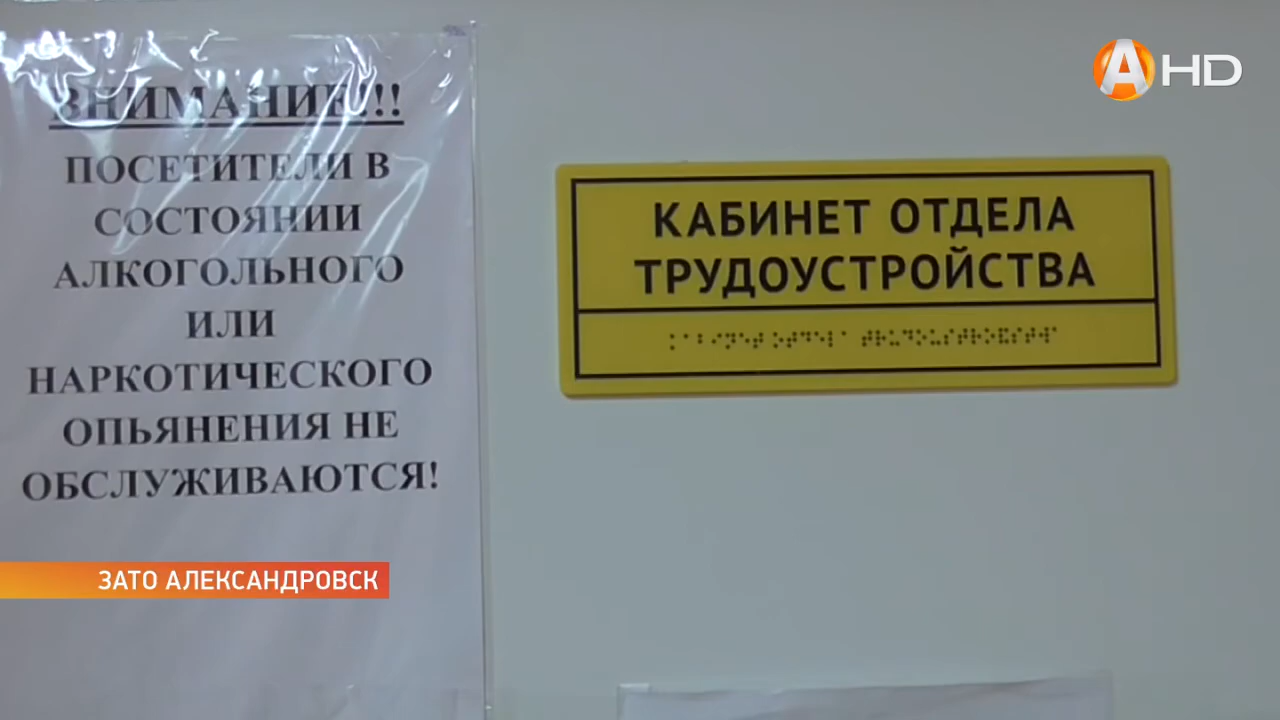 ВНИМАНИЕ!!!
ПОСЕТИТЕЛИ В
СОСТОЯНИИ
АЛКОГОЛЬНОГО
ИЛИ
НАРКОТИЧЕСКОГО
ОПЬЯНЕНИЯ НЕ
ОБСЛУЖИВАЮТСЯ!
КАБИНЕТ ОТДЕЛА
ТРУДОУСТРОЙСТВА
А HD
ЗАТО АЛЕКСАНДРОВСК